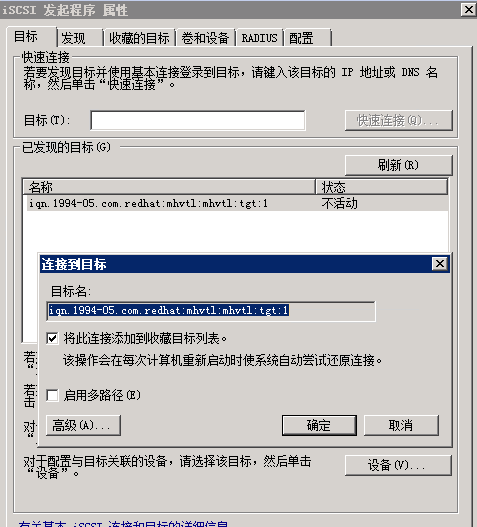 iSCSI 发起程序 属性
目标 发现 收藏的目标 卷和设备 RADIUS 配置
快速连接
若要发现目标并使用基本连接登录到目标，请键入该目标的 IP 地址或 DNS 名
称，然后单击“快速连接”。
目标(T):
快速连接(Q)...
已发现的目标(G)
刷新(R)
名称 状态
iqn.1994-05.com.redhat:mhvtl:mhvtl:tgt:1 不活动
连接到目标
目标名:
iqn.1994-05.com.redhat:mhvtl:mhvtl:tgt:1
将此连接添加到收藏目标列表。
该操作会在每次计算机重新启动时使系统自动尝试还原连接。
启用多路径(E)
高级(A)... 确定 取消
对于配置与目标关联的设备，请选择该目标，然后单击
“设备”。
设备(V)...
有关基本 iSCSI 连接和目标的详细信息